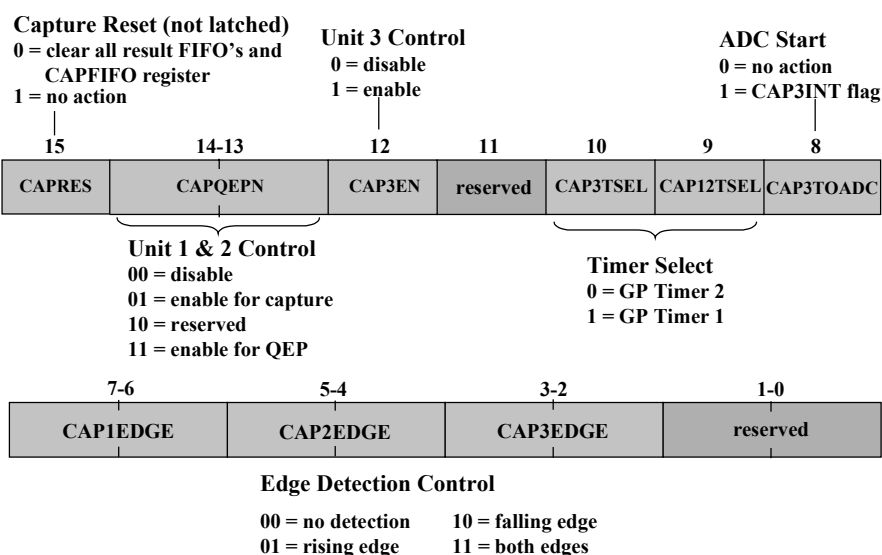 Capture Reset (not latched)
0 = clear all result FIFO's and
CAPFIFO register
1 = no action
Unit 3 Control
0 = disable
1 = enable
ADC Start
0 = no action
1 = CAP3INT flag
15 14-13 12 11 10 9 8
CAPRES CAPQEPN CAP3EN reserved CAP3TSEL CAP12TSEL CAP3TOADC
Unit 1 & 2 Control
00 = disable
01 = enable for capture
10 = reserved
11 = enable for QEP
Timer Select
0 = GP Timer 2
1 = GP Timer 1
7-6 5-4 3-2 1-0
CAP1EDGE CAP2EDGE CAP3EDGE reserved
Edge Detection Control
00 = no detection 10 = falling edge
01 = rising edge 11 = both edges